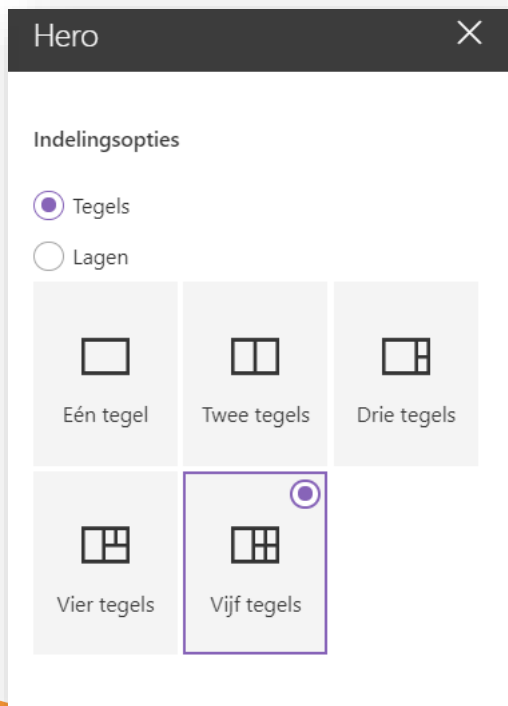 Hero
Indelingsopties
Tegels
Lagen
Eén tegel
Twee tegels
Drie tegels
Vier tegels
Vijf tegels